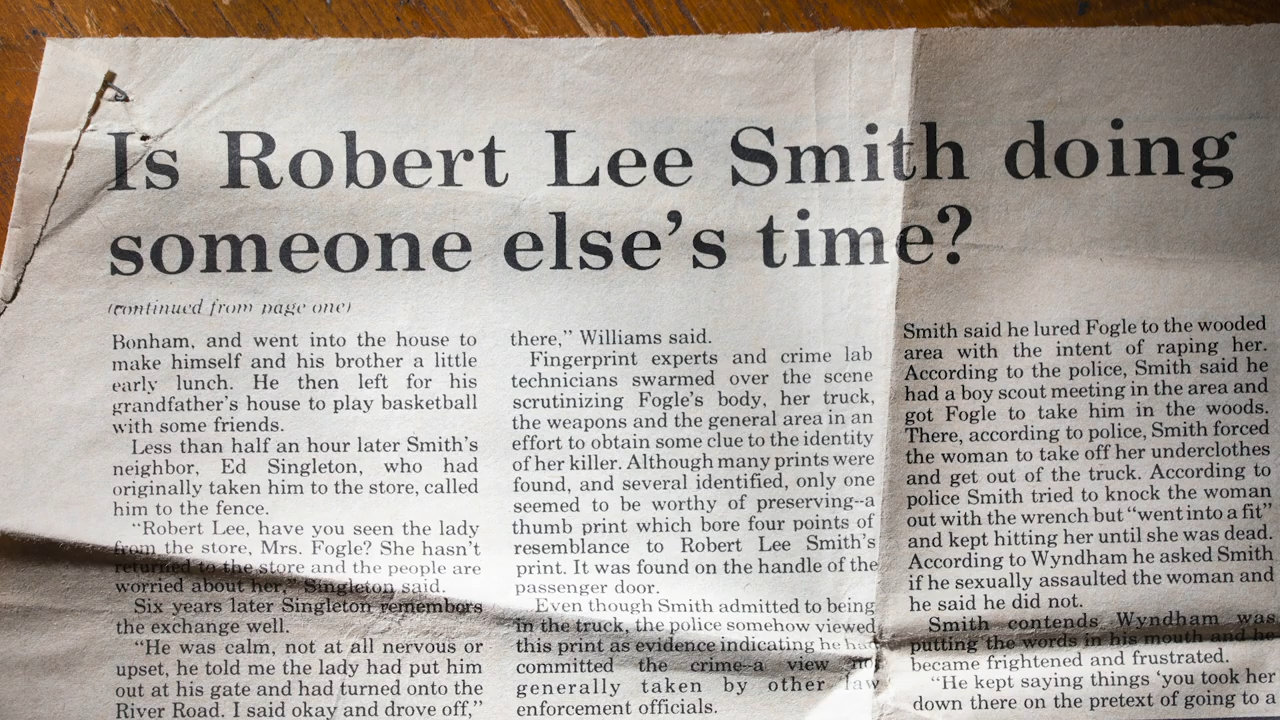 Is Robert Lee Smith doing
someone else's time?
(continued from page one)
Bonham, and went into the house to
make himself and his brother a little
early lunch. He then left for his
grandfather's house to play basketball
with some friends.
Less than half an hour later Smith's
neighbor, Ed Singleton, who had
originally taken him to the store, called
him to the fence.
"Robert Lee, have you seen the lady
from the store, Mrs. Fogle? She hasn't
returned to the store and the people are
worried about her," Singleton said.
Six years later Singleton remembers
the exchange well.
"He was calm, not at all nervous or
upset, he told me the lady had put him
out at his gate and had turned onto the
River Road. I said okay and drove off,"
there," Williams said.
Fingerprint experts and crime lab
technicians swarmed over the scene
scrutinizing Fogle's body, her truck,
the weapons and the general area in an
effort to obtain some clue to the identity
of her killer. Although many prints were
found, and several identified, only one
seemed to be worthy of preserving--a
thumb print which bore four points of
resemblance to Robert Lee Smith's
print. It was found on the handle of the
passenger door.
Even though Smith admitted to being
in the truck, the police somehow viewed
this print as evidence indicating he had
committed the crime--a view not
generally taken by other law
enforcement officials.
Smith said he lured Fogle to the wooded
area with the intent of raping her.
According to the police, Smith said he
had a boy scout meeting in the area and
got Fogle to take him in the woods.
There, according to police, Smith forced
the woman to take off her underclothes
and get out of the truck. According to
police Smith tried to knock the woman
out with the wrench but "went into a fit"
and kept hitting her until she was dead.
According to Wyndham he asked Smith
if he sexually assaulted the woman and
he said he did not.
Smith contends Wyndham was
putting the words in his mouth and he
became frightened and frustrated.
"He kept saying things 'you took her
down there on the pretext of going to a